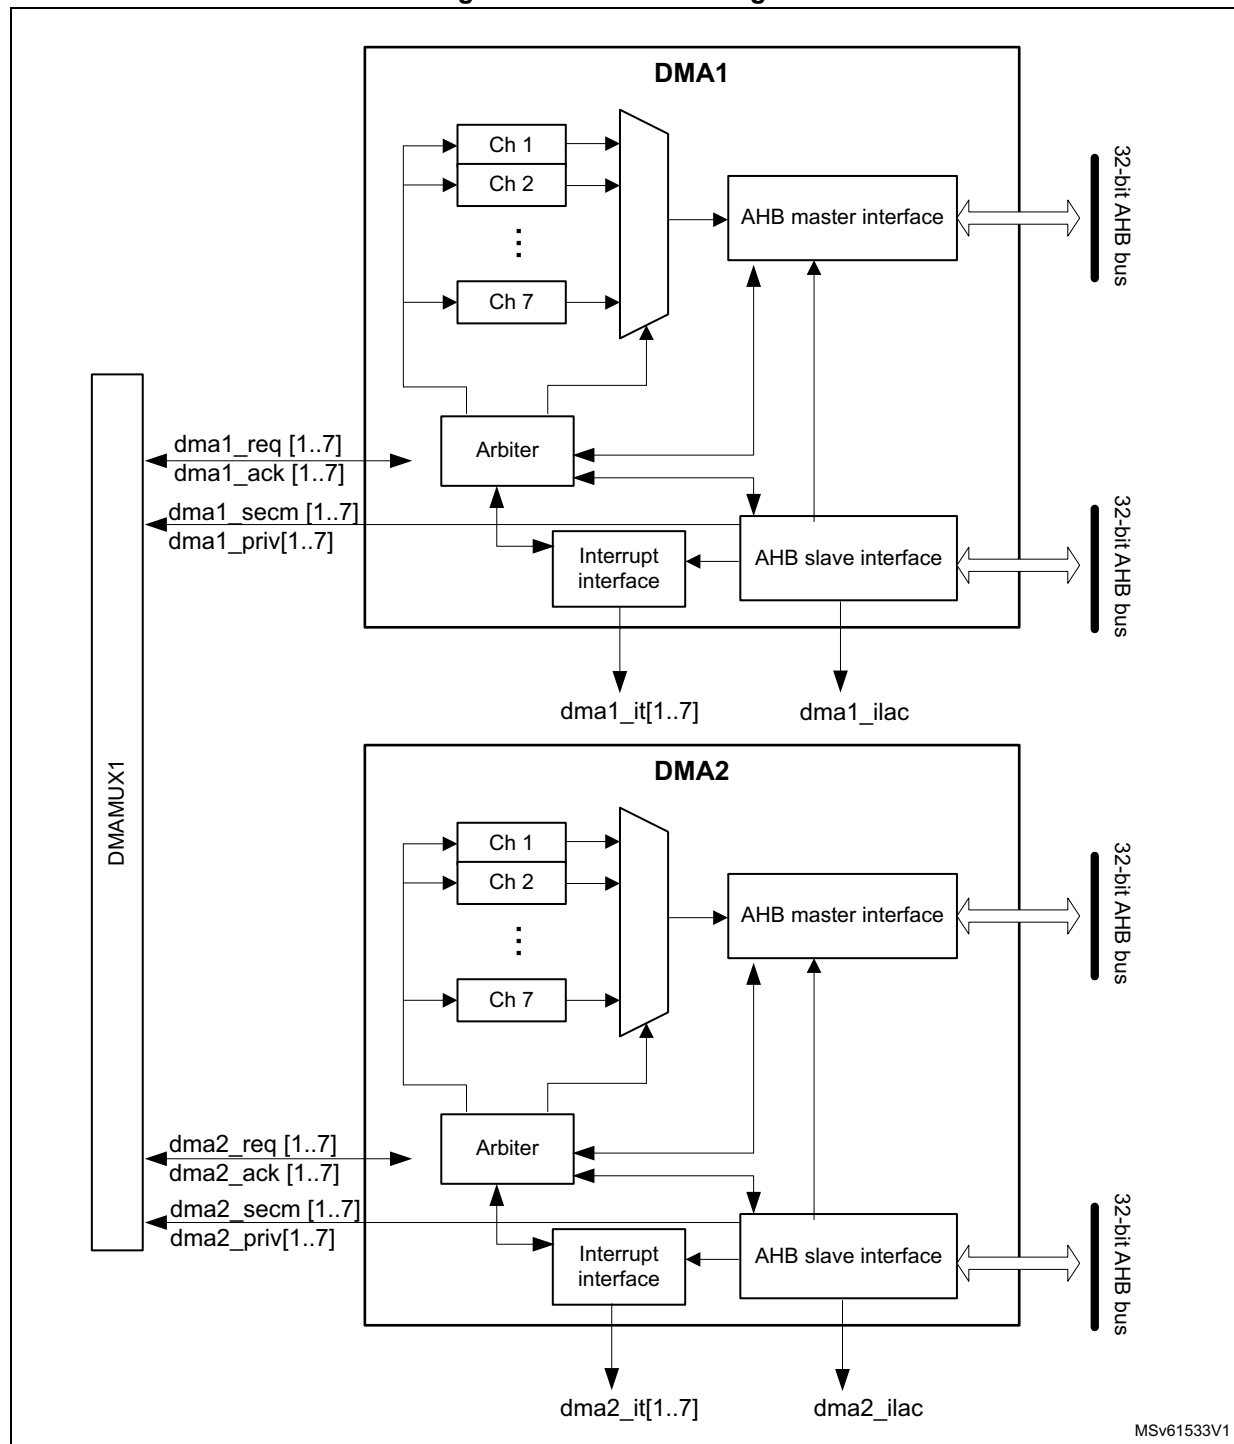 DMA1
Ch 1
Ch 2
Ch 7
AHB master interface
32-bit AHB bus
Arbiter
dma1_req [1..7]
dma1_ack [1..7]
dma1_secm [1..7]
dma1_priv[1..7]
Interrupt
interface
AHB slave interface
32-bit AHB bus
dma1_it[1..7]
dma1_ilac
DMAMUX1
DMA2
Ch 1
Ch 2
Ch 7
AHB master interface
32-bit AHB bus
Arbiter
dma2_req [1..7]
dma2_ack [1..7]
dma2_secm [1..7]
dma2_priv[1..7]
Interrupt
interface
AHB slave interface
32-bit AHB bus
dma2_it[1..7]
dma2_ilac
MSv61533V1